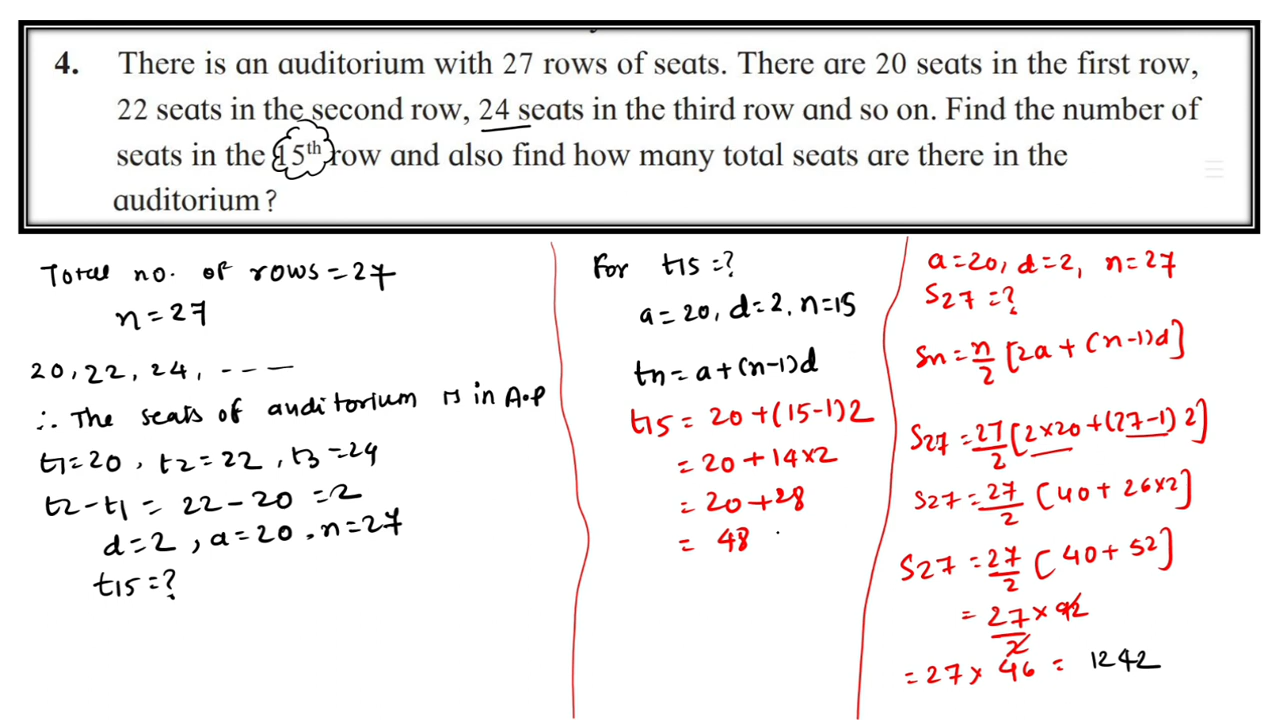 4. There is an auditorium with 27 rows of seats. There are 20 seats in the first row,
22 seats in the second row, 24 seats in the third row and so on. Find the number of
seats in the 15th row and also find how many total seats are there in the
auditorium?
Total no. of rows = 27
n = 27
20, 22, 24, - - -
∴ The seats of auditorium is in A.P
t1 = 20, t2 = 22, t3 = 24
t2 - t1 = 22 - 20 = 2
d = 2, a = 20, n = 27
t15 = ?
For t15 = ?
a = 20, d = 2, n = 15
tn = a + (n-1)d
t15 = 20 + (15-1)2
= 20 + 14×2
= 20 + 28
= 48
a = 20, d = 2, n = 27
S27 = ?
Sn = n/2 [2a + (n-1)d]
S27 = 27/2 [2×20 + (27-1)2]
S27 = 27/2 [40 + 26×2]
S27 = 27/2 [40 + 52]
= 27/2 × 92
= 27 × 46 = 1242